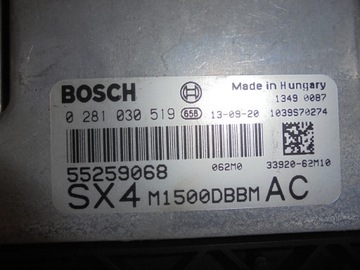 BOSCH
Made in Hungary
1349 0087
0 281 030 519 658 13-09-20 1039S70274
55259068
062M0 33920-62M10
SX4 M1500DBBM AC